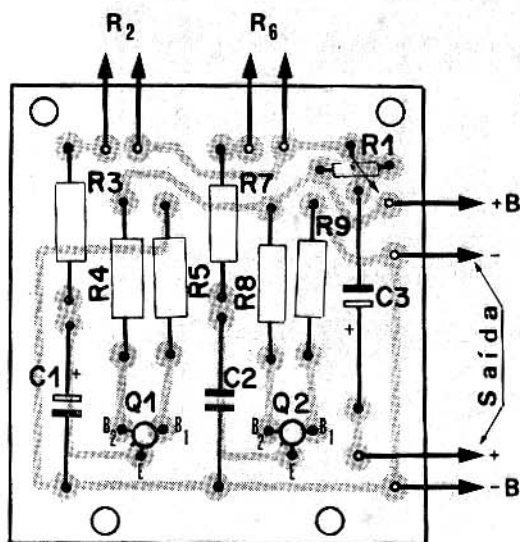 R2 R6
R1
R3 R7
+B
R9
-
R4 R5 R8
C3
+
Saída
C1 + C2
Q1 Q2
B2 B1 B2 B1
E E
+
-B